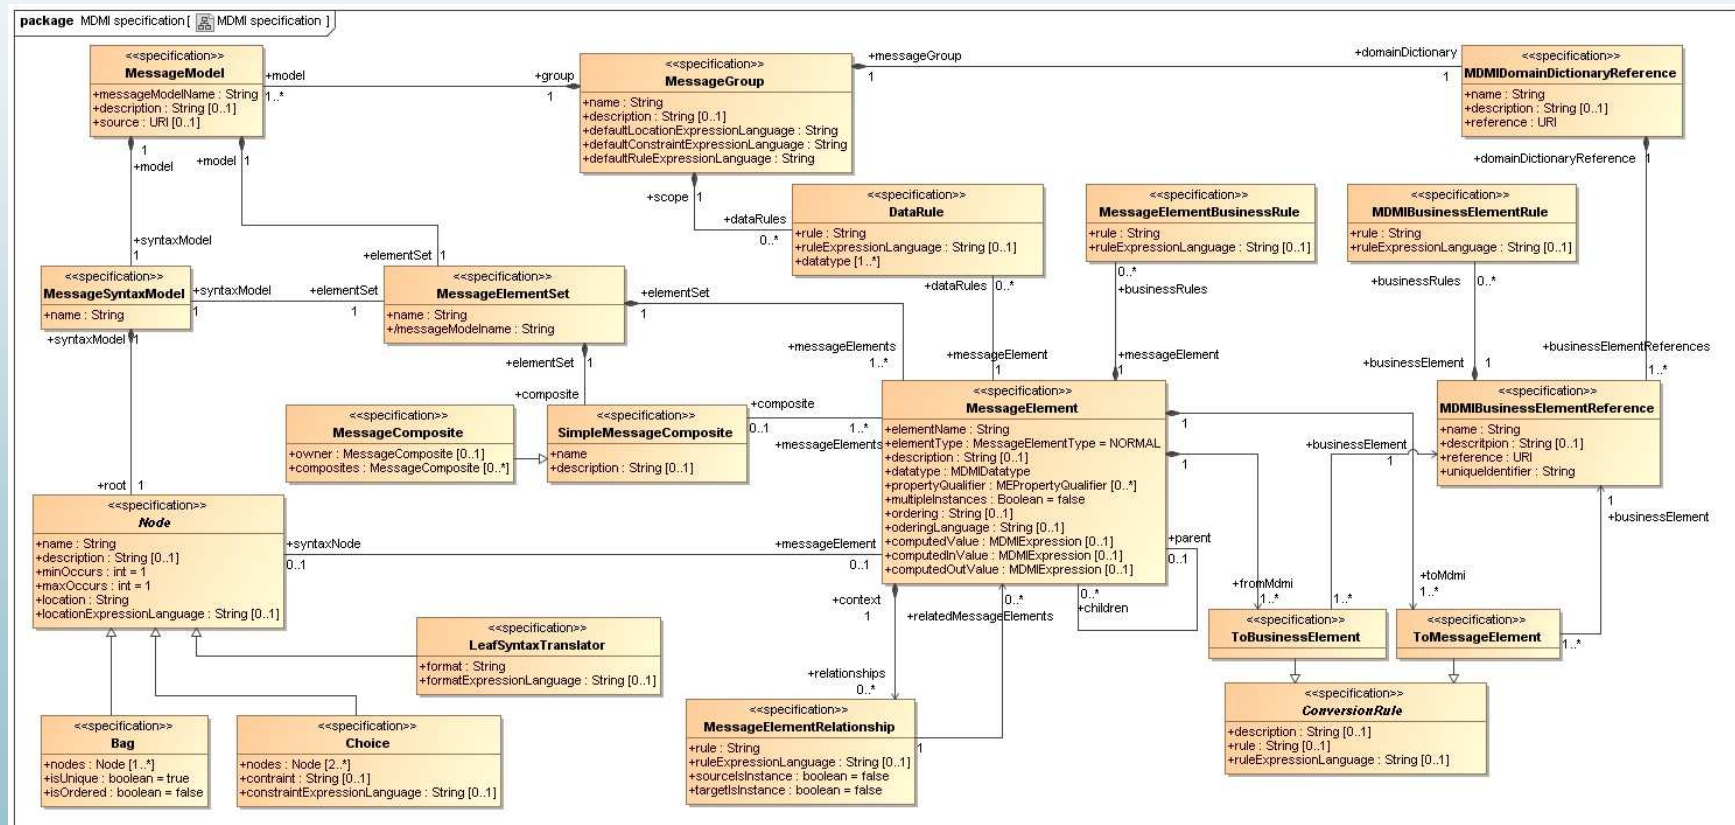 package MDMI specification [ MDMI specification ]
<<specification>>
MessageModel
+messageModelName : String
+description : String [0..1]
+source : URI [0..1]
+model
1..*
+group
1
<<specification>>
MessageGroup
+name : String
+description : String [0..1]
+defaultLocationExpressionLanguage : String
+defaultConstraintExpressionLanguage : String
+defaultRuleExpressionLanguage : String
+messageGroup
1
+domainDictionary
1
<<specification>>
MDMIDomainDictionaryReference
+name : String
+description : String [0..1]
+reference : URI
1
+model
+model
1
+scope
1
+dataRules
0..*
+domainDictionaryReference
1
<<specification>>
DataRule
+rule : String
+ruleExpressionLanguage : String [0..1]
+datatype [1..*]
<<specification>>
MessageElementBusinessRule
+rule : String
+ruleExpressionLanguage : String [0..1]
<<specification>>
MDMIBusinessElementRule
+rule : String
+ruleExpressionLanguage : String [0..1]
+syntaxModel
1
+elementSet
1
<<specification>>
MessageSyntaxModel
+name : String
+syntaxModel
1
+elementSet
1
<<specification>>
MessageElementSet
+name : String
+/messageModelname : String
+elementSet
1
+dataRules
0..*
0..*
+businessRules
+businessRules
0..*
+syntaxModel
1
+elementSet
1
+messageElements
1..*
+messageElement
1
+messageElement
1
+businessElement
1
+businessElementReferences
1..*
+composite
<<specification>>
MessageComposite
+owner : MessageComposite [0..1]
+composites : MessageComposite [0..*]
<<specification>>
SimpleMessageComposite
+name
+description : String [0..1]
+composite
0..1
1..*
+messageElements
<<specification>>
MessageElement
+elementName : String
+elementType : MessageElementType = NORMAL
+description : String [0..1]
+datatype : MDMIDatatype
+propertyQualifier : MEPropertyQualifier [0..*]
+multipleInstances : Boolean = false
+ordering : String [0..1]
+oderingLanguage : String [0..1]
+computedValue : MDMIExpression [0..1]
+computedInValue : MDMIExpression [0..1]
+computedOutValue : MDMIExpression [0..1]
1
1
<<specification>>
MDMIBusinessElementReference
+name : String
+descritpion : String [0..1]
+reference : URI
+uniqueIdentifier : String
+businessElement
1
1
+businessElement
+root
1
<<specification>>
Node
+name : String
+description : String [0..1]
+minOccurs : int = 1
+maxOccurs : int = 1
+location : String
+locationExpressionLanguage : String [0..1]
+syntaxNode
0..1
+messageElement
0..1
+parent
0..1
0..*
+children
+context
1
0..*
+relatedMessageElements
+fromMdmi
1..*
1..*
+toMdmi
1..*
<<specification>>
ToBusinessElement
<<specification>>
ToMessageElement
1..*
<<specification>>
LeafSyntaxTranslator
+format : String
+formatExpressionLanguage : String [0..1]
+relationships
0..*
<<specification>>
MessageElementRelationship
+rule : String
+ruleExpressionLanguage : String [0..1]
+sourceIsInstance : boolean = false
+targetIsInstance : boolean = false
1
<<specification>>
ConversionRule
+description : String [0..1]
+rule : String [0..1]
+ruleExpressionLanguage : String [0..1]
<<specification>>
Bag
+nodes : Node [1..*]
+isUnique : boolean = true
+isOrdered : boolean = false
<<specification>>
Choice
+nodes : Node [2..*]
+contraint : String [0..1]
+constraintExpressionLanguage : String [0..1]